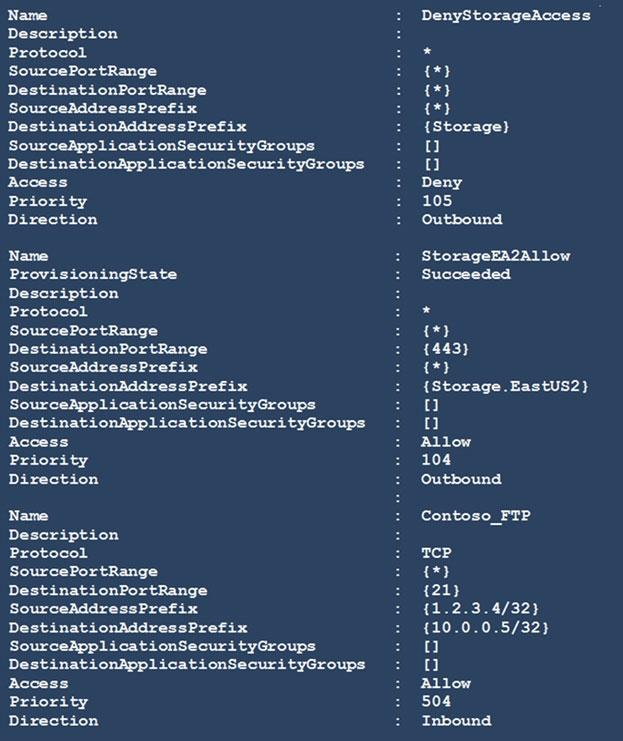 Name : DenyStorageAccess
Description :
Protocol : *
SourcePortRange : {*}
DestinationPortRange : {*}
SourceAddressPrefix : {*}
DestinationAddressPrefix : {Storage}
SourceApplicationSecurityGroups : []
DestinationApplicationSecurityGroups : []
Access : Deny
Priority : 105
Direction : Outbound
Name : StorageEA2Allow
ProvisioningState : Succeeded
Description :
Protocol : *
SourcePortRange : {*}
DestinationPortRange : {443}
SourceAddressPrefix : {*}
DestinationAddressPrefix : {Storage.EastUS2}
SourceApplicationSecurityGroups : []
DestinationApplicationSecurityGroups : []
Access : Allow
Priority : 104
Direction : Outbound
:
Name : Contoso_FTP
Description :
Protocol : TCP
SourcePortRange : {*}
DestinationPortRange : {21}
SourceAddressPrefix : {1.2.3.4/32}
DestinationAddressPrefix : {10.0.0.5/32}
SourceApplicationSecurityGroups : []
DestinationApplicationSecurityGroups : []
Access : Allow
Priority : 504
Direction : Inbound